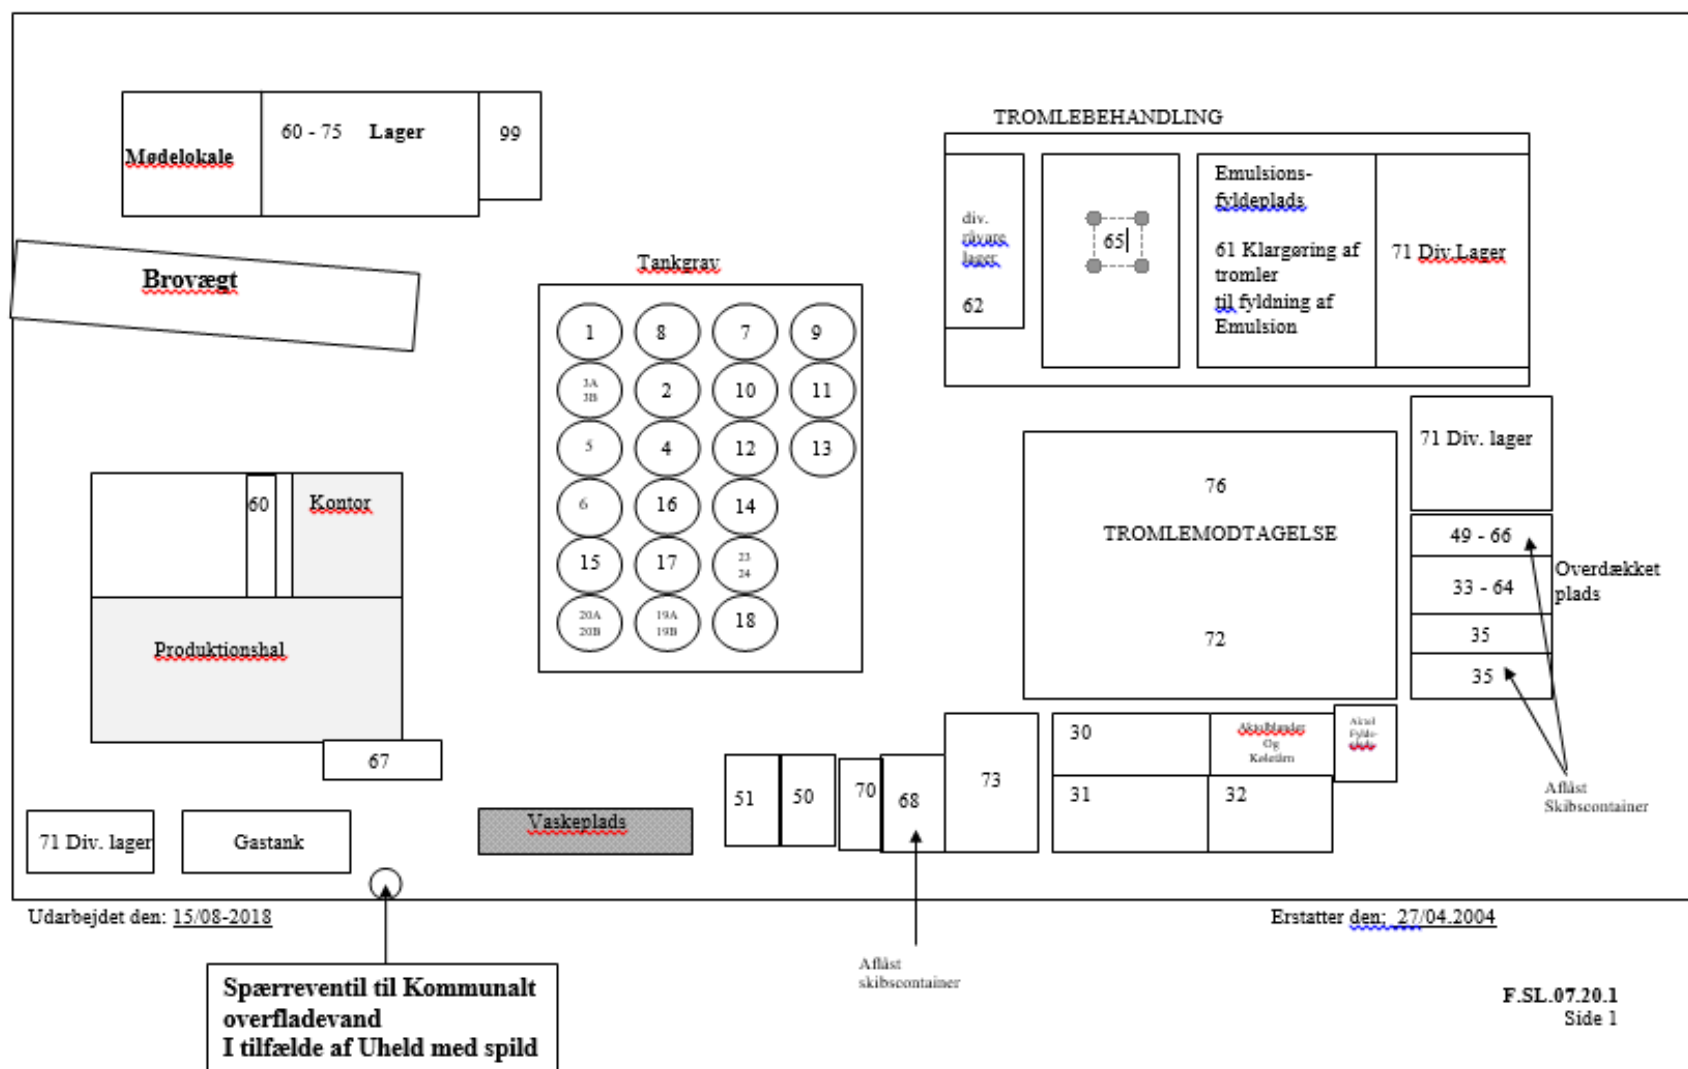 TROMLEBEHANDLING
Mødelokale
60 - 75 Lager
99
div.
råvare
lager
62
65
Emulsions-
fyldeplads
61 Klargøring af
tromler
til fyldning af
Emulsion
71 Div.Lager
Brovægt
Tankgrav
1
8
7
9
3A
3B
2
10
11
5
4
12
13
6
16
14
15
17
23
24
20A
20B
19A
19B
18
60
Kontor
Produktionshal
67
76
TROMLEMODTAGELSE
72
71 Div. lager
49 - 66
33 - 64
35
35
Overdækket
plads
Aflåst
Skibscontainer
51
50
70
68
73
30
Og
Køletårn
31
32
71 Div. lager
Gastank
Vaskeplads
Udarbejdet den: 15/08-2018
Erstatter den: 27/04.2004
Aflåst
skibscontainer
Spærreventil til Kommunalt
overfladevand
I tilfælde af Uheld med spild
F.SL.07.20.1
Side 1